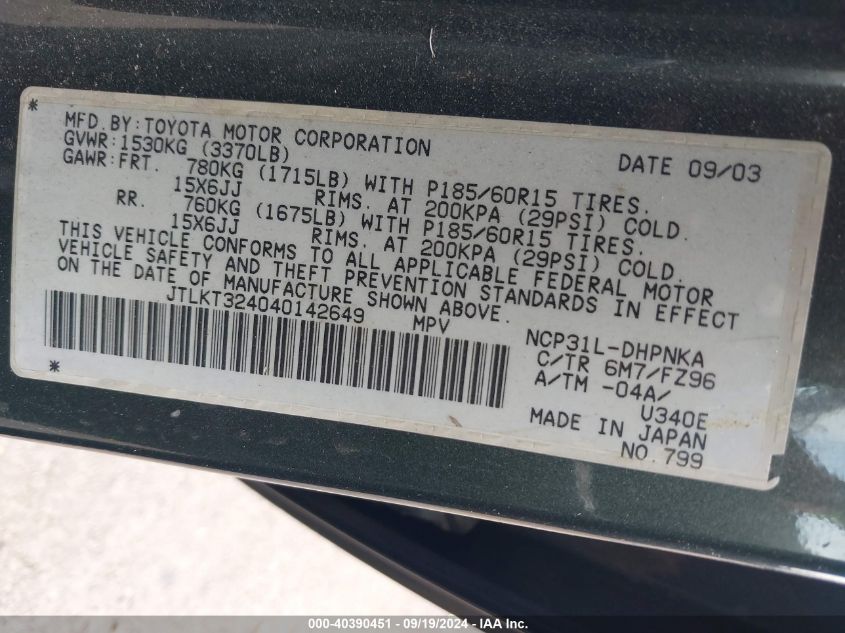 MFD.BY:TOYOTA MOTOR CORPORATION DATE 09/03
GVWR:1530KG (3370LB)
GAWR:FRT. 780KG (1715LB) WITH P185/60R15 TIRES.
15X6JJ RIMS. AT 200KPA (29PSI) COLD.
RR. 760KG (1675LB) WITH P185/60R15 TIRES.
15X6JJ RIMS. AT 200KPA (29PSI) COLD.
THIS VEHICLE CONFORMS TO ALL APPLICABLE FEDERAL MOTOR
VEHICLE SAFETY AND THEFT PREVENTION STANDARDS IN EFFECT
ON THE DATE OF MANUFACTURE SHOWN ABOVE.
JTLKT324040142649 MPV
NCP31L-DHPNKA
C/TR 6M7/FZ96
A/TM -04A/
U340E
MADE IN JAPAN
NO.799
000-40390451 - 09/19/2024 - IAA Inc.